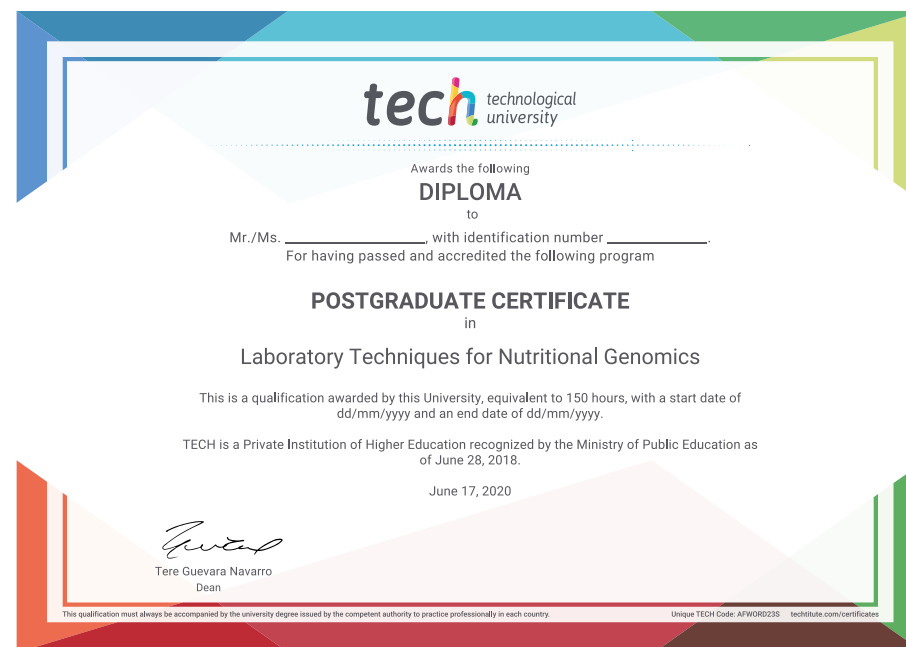 tech technological
university
Awards the following
DIPLOMA
to
Mr./Ms. ____________________, with identification number ______________.
For having passed and accredited the following program
POSTGRADUATE CERTIFICATE
in
Laboratory Techniques for Nutritional Genomics
This is a qualification awarded by this University, equivalent to 150 hours, with a start date of
dd/mm/yyyy and an end date of dd/mm/yyyy.
TECH is a Private Institution of Higher Education recognized by the Ministry of Public Education as
of June 28, 2018.
June 17, 2020
Tere Guevara Navarro
Dean
This qualification must always be accompanied by the university degree issued by the competent authority to practice professionally in each country.
Unique TECH Code: AFWORD23S techtitute.com/certificates